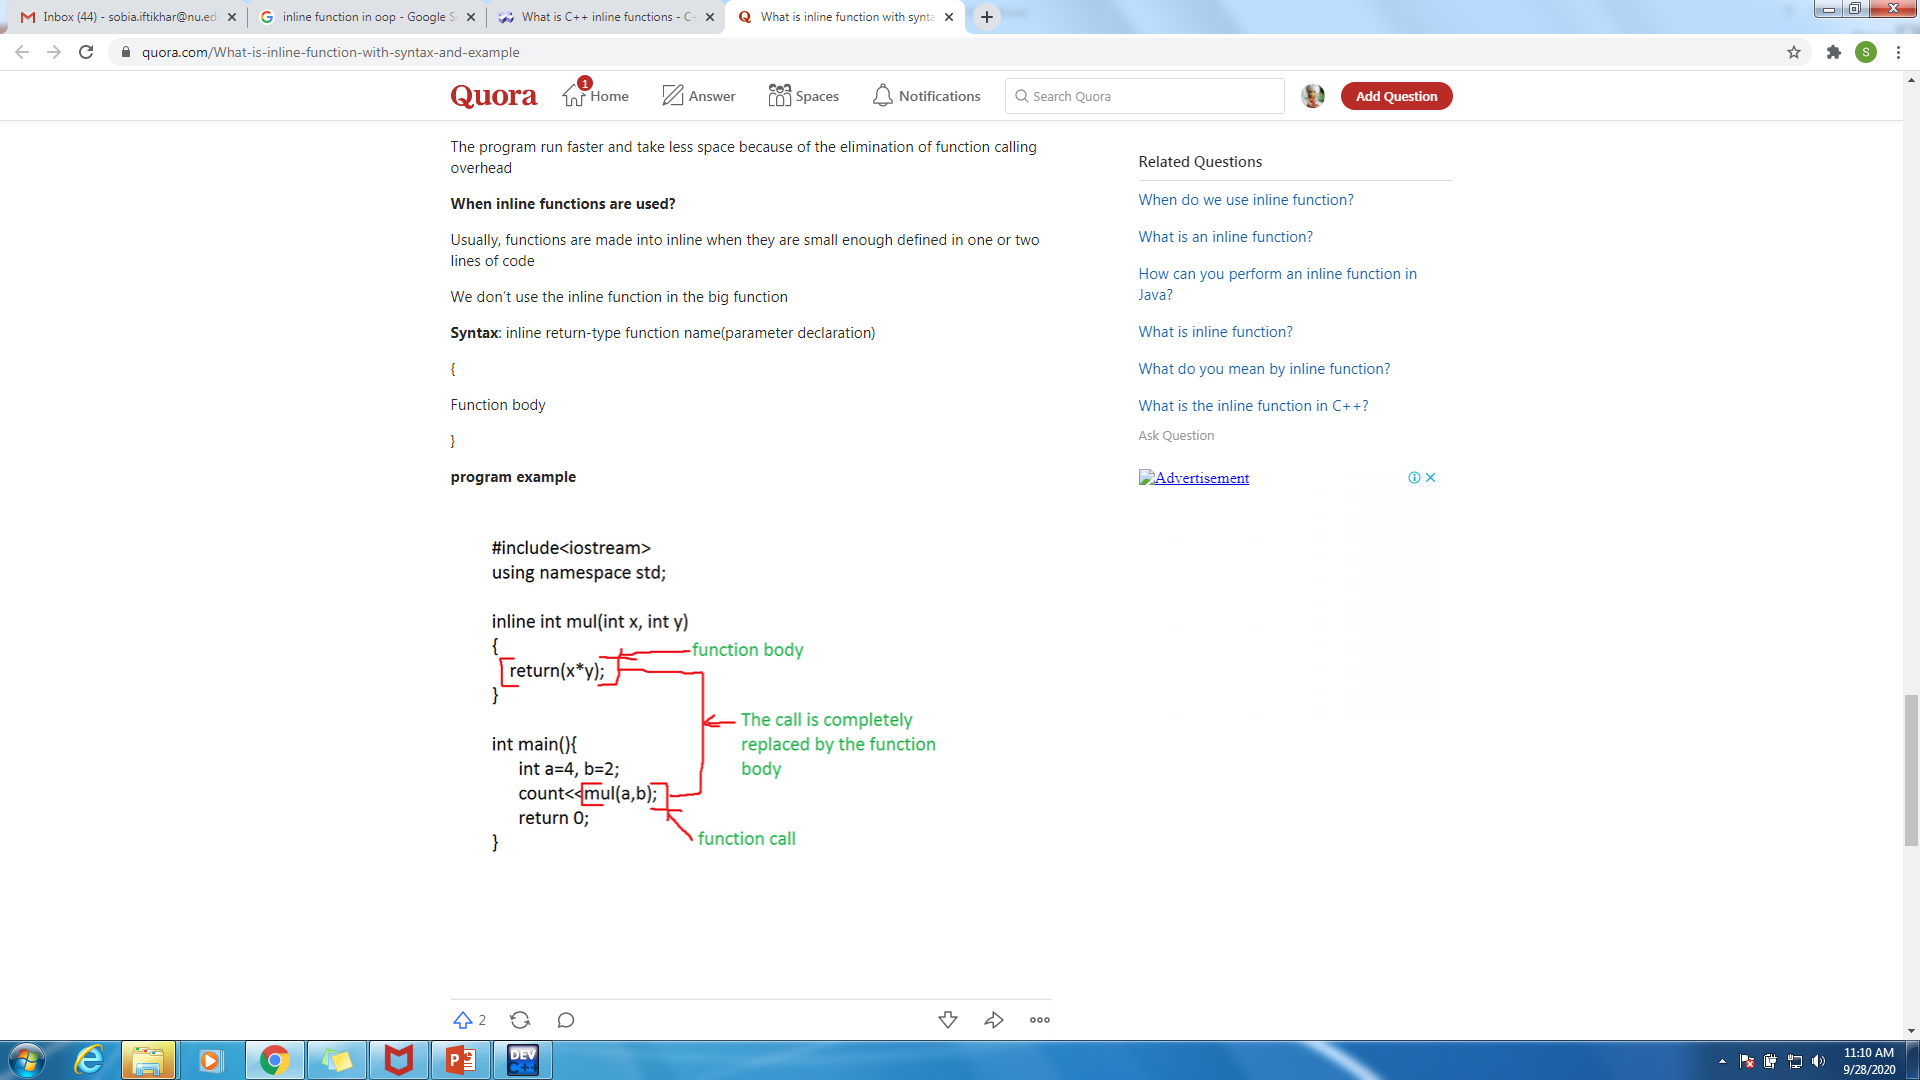 Inbox (44) - sobia.iftikhar@nu.ed
inline function in oop - Google S
What is C++ inline functions - C+
What is inline function with synta
quora.com/What-is-inline-function-with-syntax-and-example
S
Quora
1
Home
Answer
Spaces
Notifications
Search Quora
Add Question
The program run faster and take less space because of the elimination of function calling
overhead
When inline functions are used?
Usually, functions are made into inline when they are small enough defined in one or two
lines of code
We don't use the inline function in the big function
Syntax: inline return-type function name(parameter declaration)
{
Function body
}
program example
#include<iostream>
using namespace std;
inline int mul(int x, int y)
{
function body
return(x*y);
}
The call is completely
replaced by the function
body
int main(){
int a=4, b=2;
count<<mul(a,b);
return 0;
function call
}
2
Related Questions
When do we use inline function?
What is an inline function?
How can you perform an inline function in
Java?
What is inline function?
What do you mean by inline function?
What is the inline function in C++?
Ask Question
Advertisement
DEV
C++
11:10 AM
9/28/2020